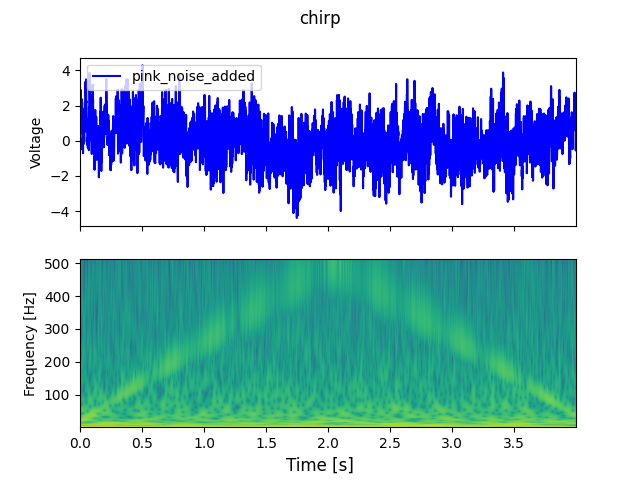 chirp
4
2
0
−2
−4
Voltage
pink_noise_added
500
400
300
200
100
Frequency [Hz]
0.0 0.5 1.0 1.5 2.0 2.5 3.0 3.5
Time [s]